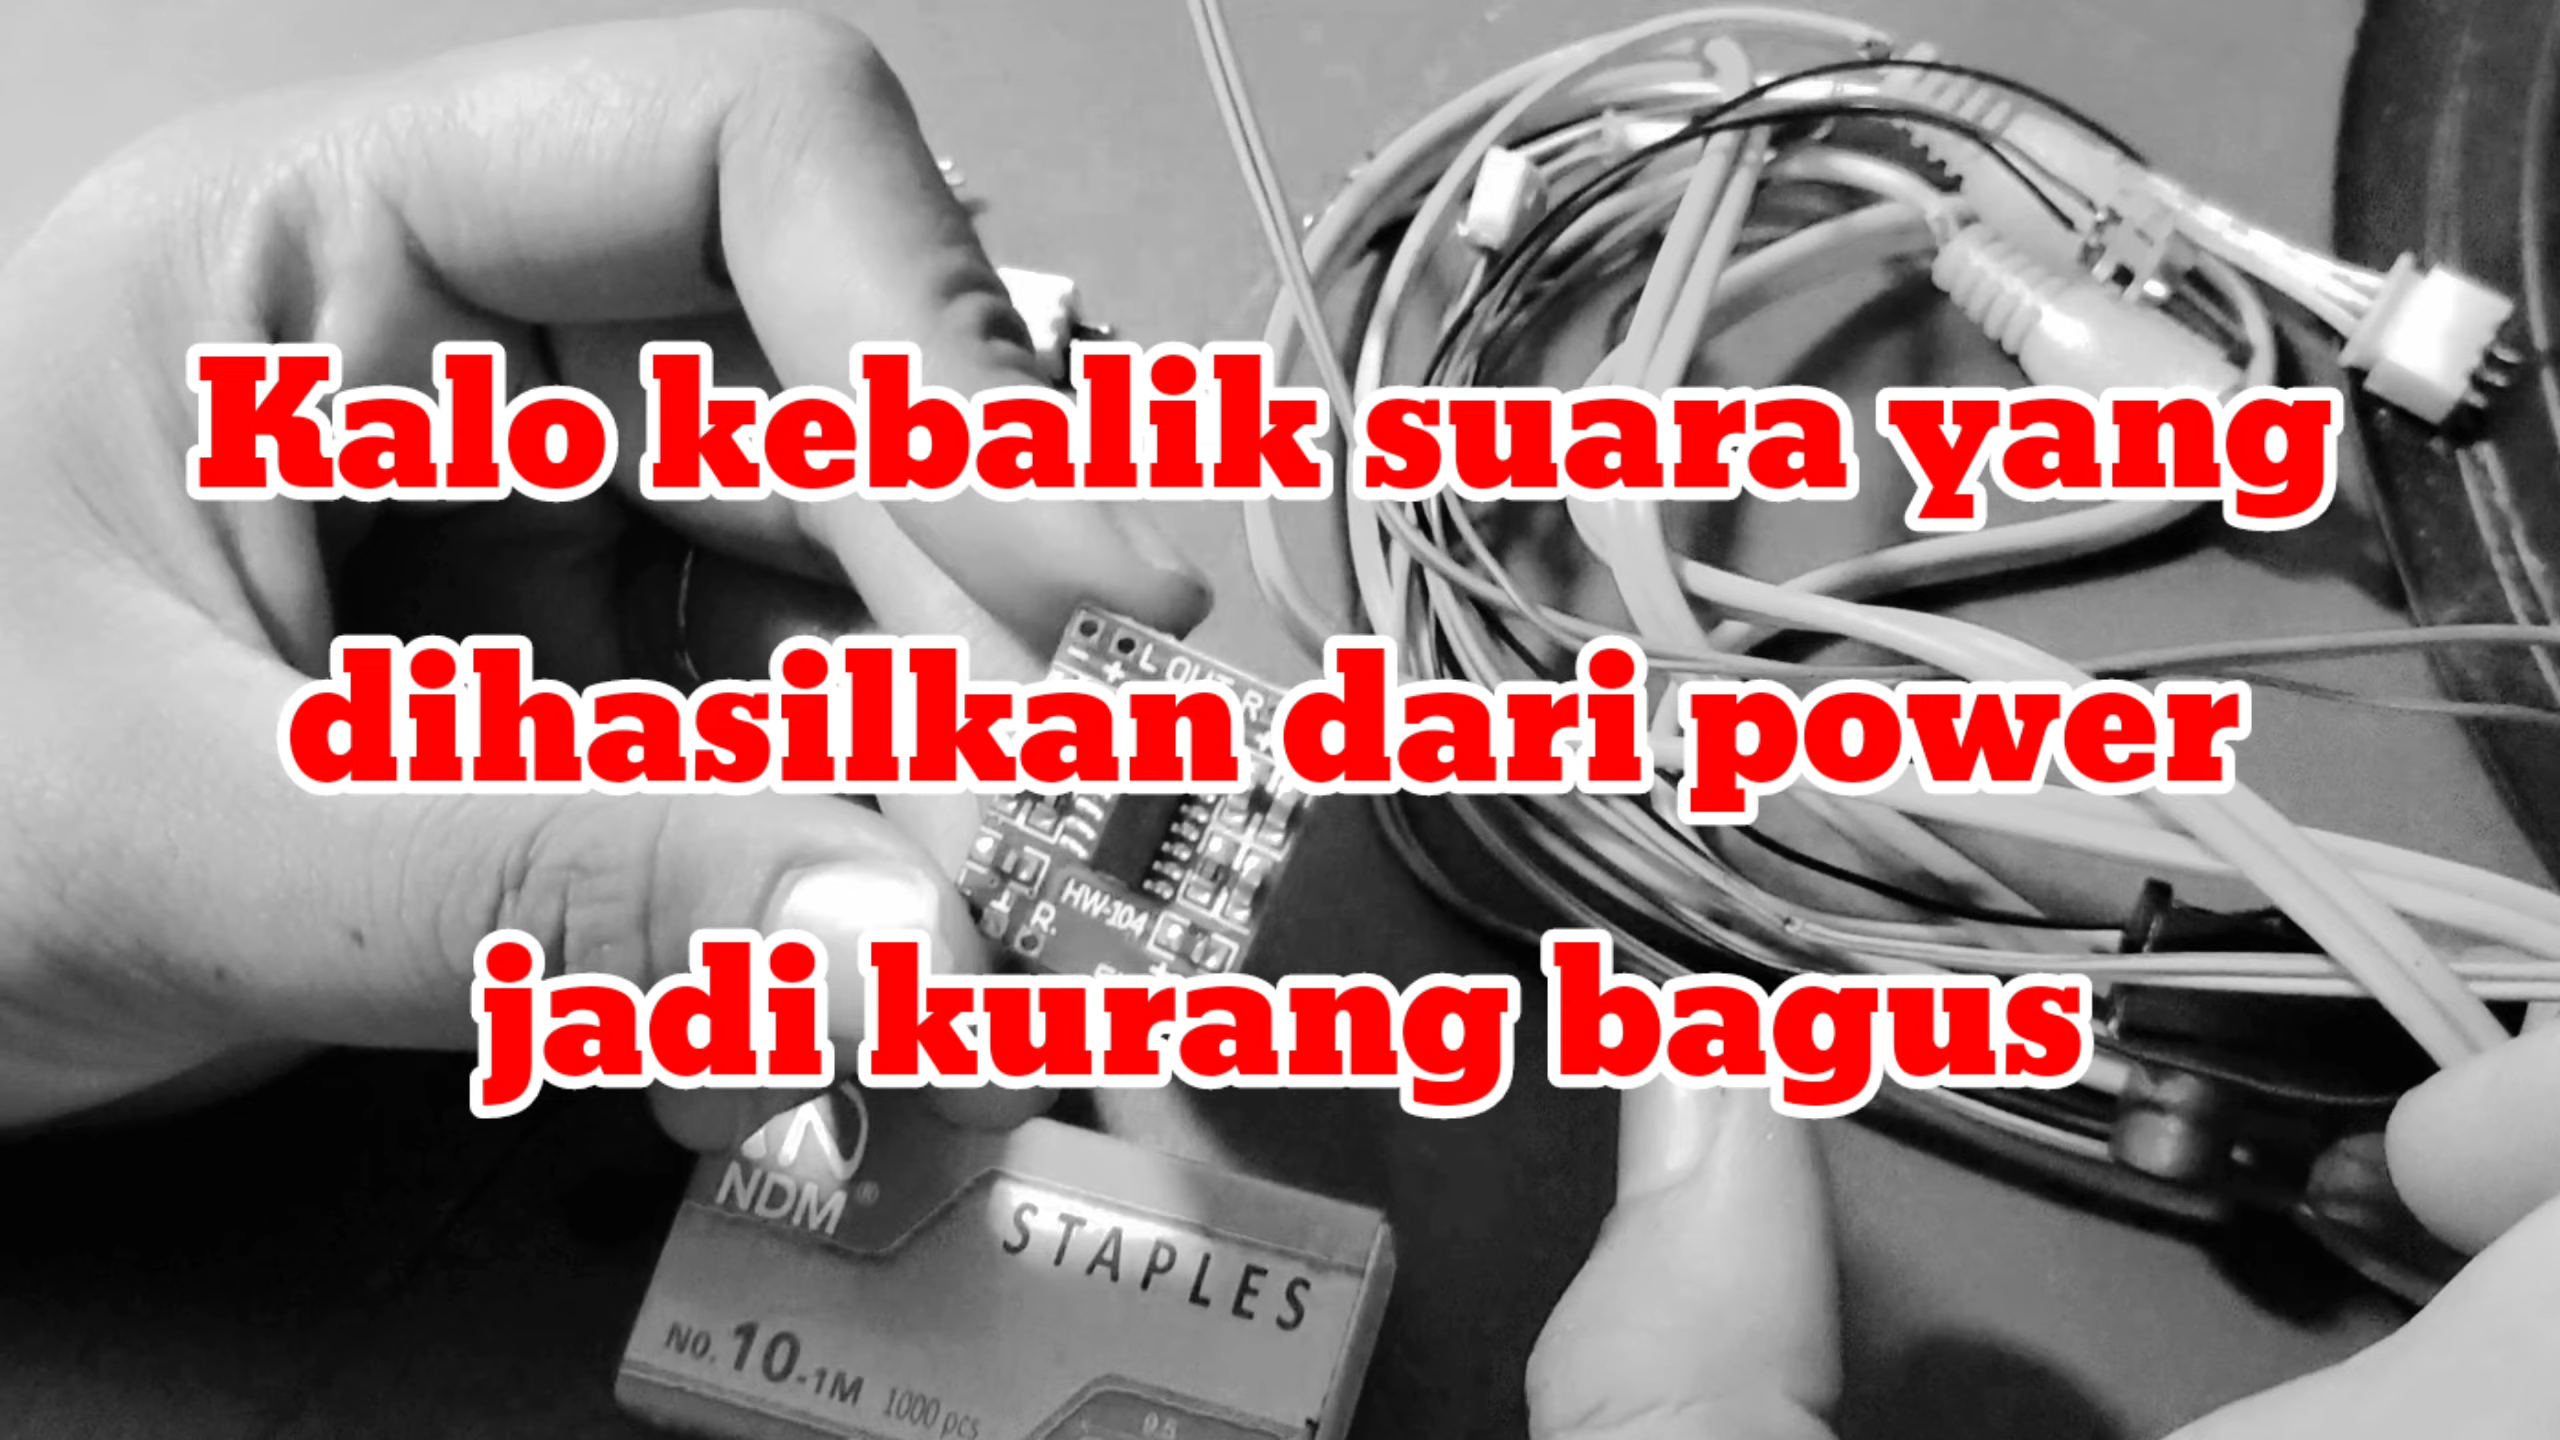 Kalo kebalik suara yang
dihasilkan dari power
jadi kurang bagus
- + L OUT R
HW-104
R
NDM®
STAPLES
NO. 10-1M 1000 pcs